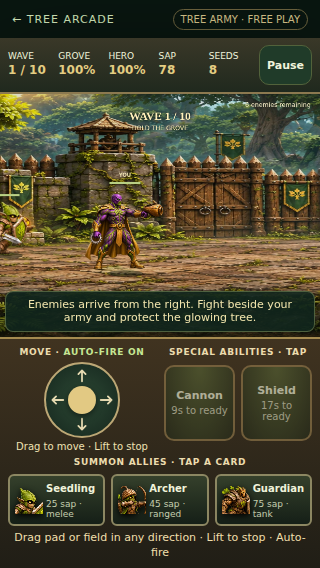 ← TREE ARCADE
TREE ARMY · FREE PLAY
WAVE GROVE HERO SAP SEEDS
1 / 10 100% 100% 78 8
Pause
6 enemies remaining
WAVE 1 / 10
HOLD THE GROVE
YOU
Enemies arrive from the right. Fight beside your
army and protect the glowing tree.
MOVE · AUTO-FIRE ON
SPECIAL ABILITIES · TAP
Cannon
9s to ready
Shield
17s to
ready
Drag to move · Lift to stop
SUMMON ALLIES · TAP A CARD
Seedling
25 sap ·
melee
Archer
45 sap ·
ranged
Guardian
75 sap ·
tank
Drag pad or field in any direction · Lift to stop · Auto-
fire